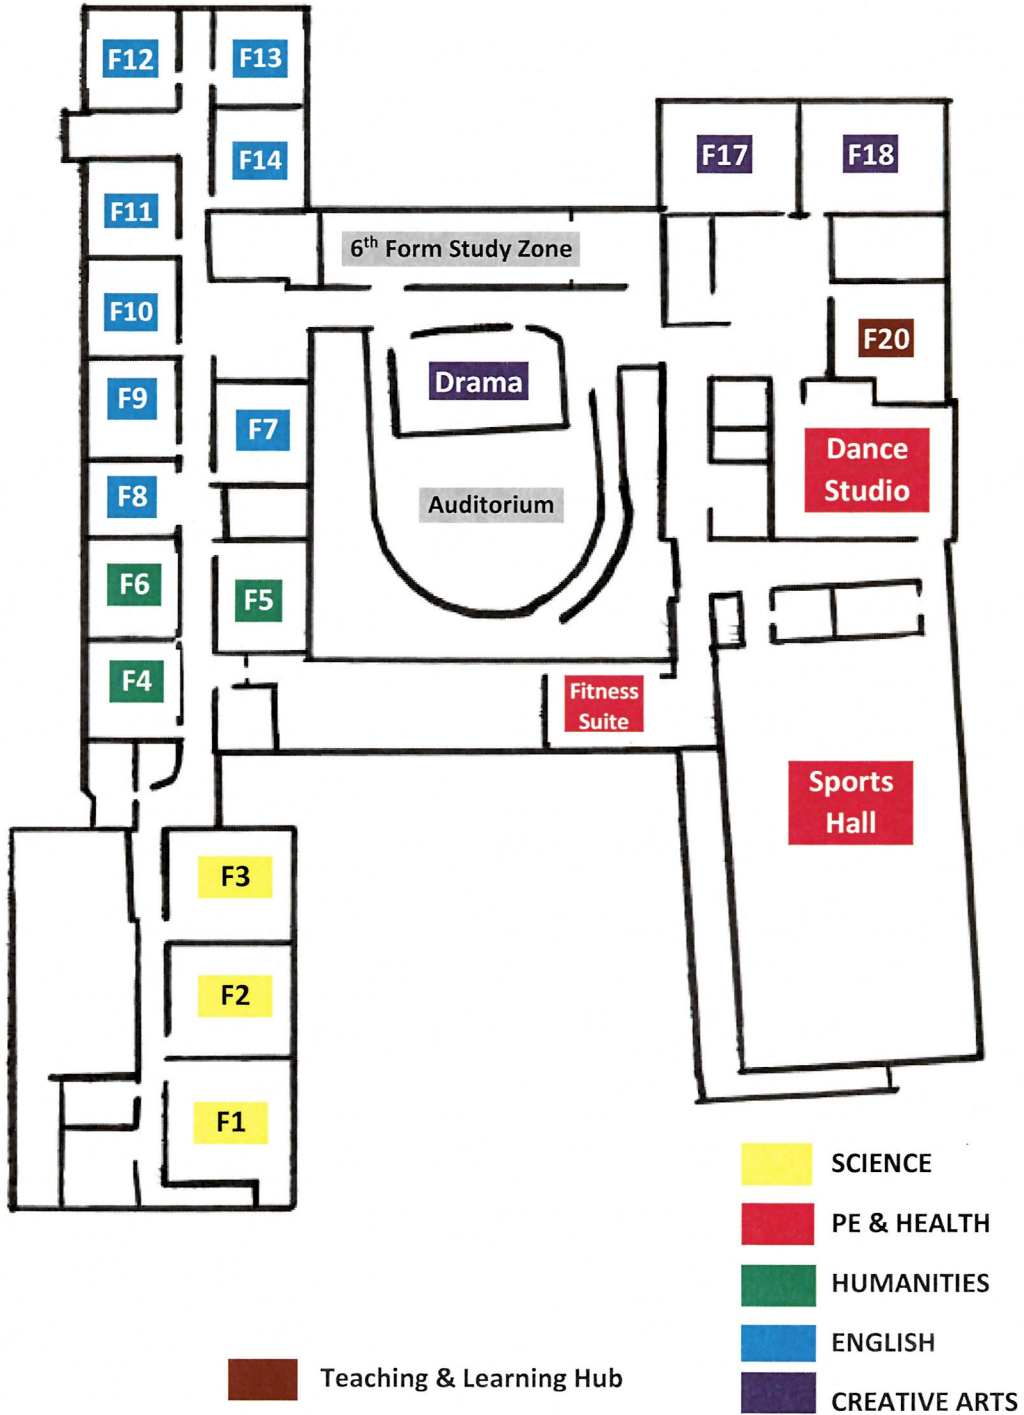 F12
F13
F14
F17
F18
F11
6th Form Study Zone
F10
F20
Drama
F9
F7
Dance
Studio
F8
Auditorium
F6
F5
F4
Fitness
Suite
Sports
Hall
F3
F2
F1
SCIENCE
PE & HEALTH
HUMANITIES
ENGLISH
Teaching & Learning Hub
CREATIVE ARTS